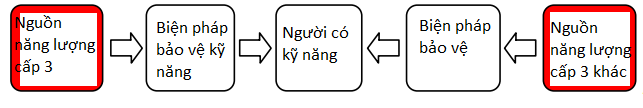 Nguồn
năng lượng
cấp 3
Biện pháp
bảo vệ kỹ
năng
Người có
kỹ năng
Biện pháp
bảo vệ
Nguồn
năng lượng
cấp 3 khác